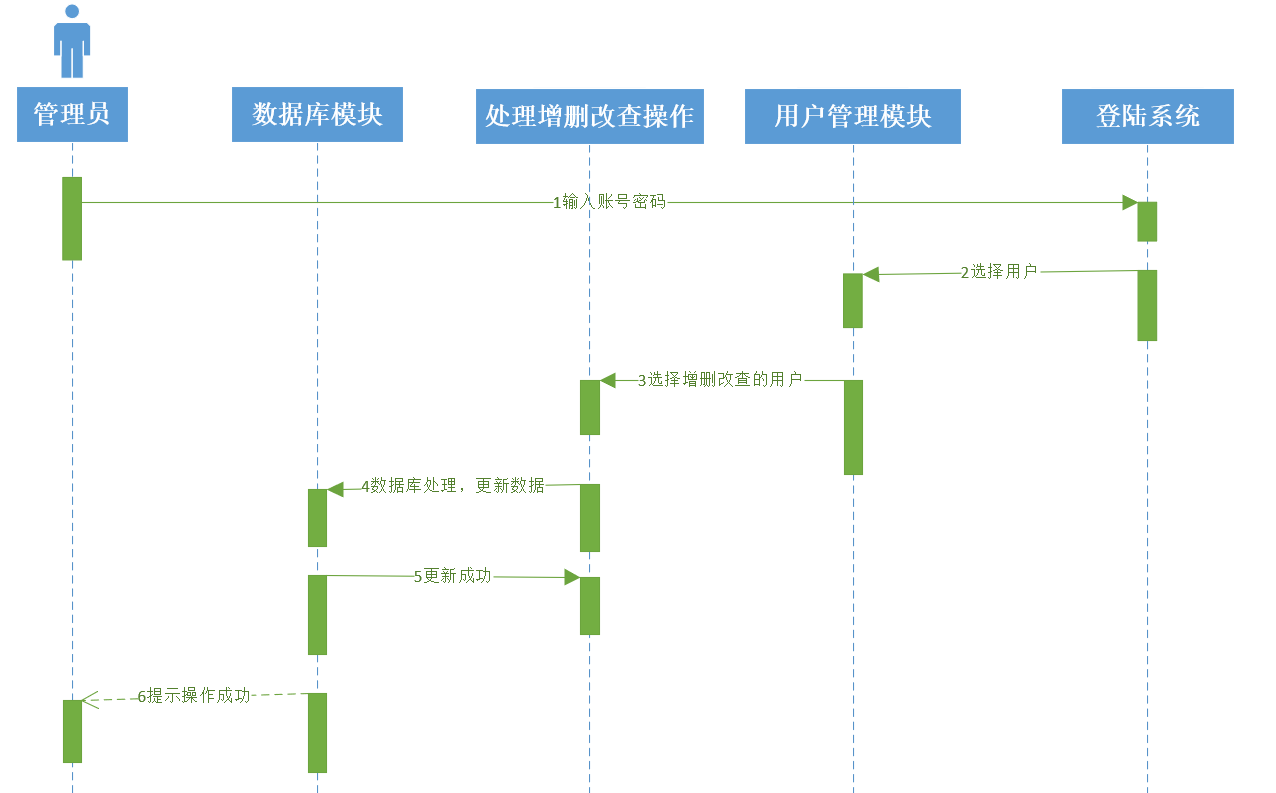 管理员
数据库模块
处理增删改查操作
用户管理模块
登陆系统
1输入账号密码
2选择用户
3选择增删改查的用户
4数据库处理，更新数据
5更新成功
6提示操作成功